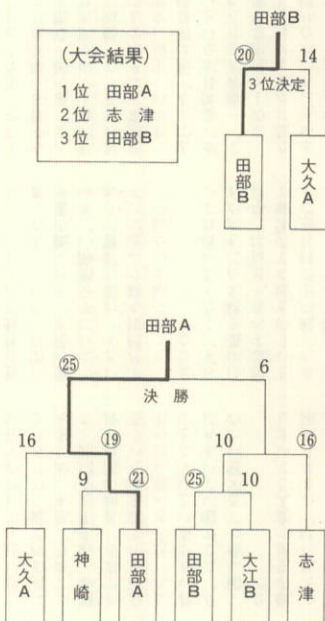 （大会結果）
1位 田部A
2位 志津
3位 田部B
田部B
⑳ 14
3位決定
田部B
大久A
田部A
㉕ 6
決勝
16 ⑲ 10 ⑯
9 ㉑ ㉕ 10
大久A
神崎
田部A
田部B
大江B
志津